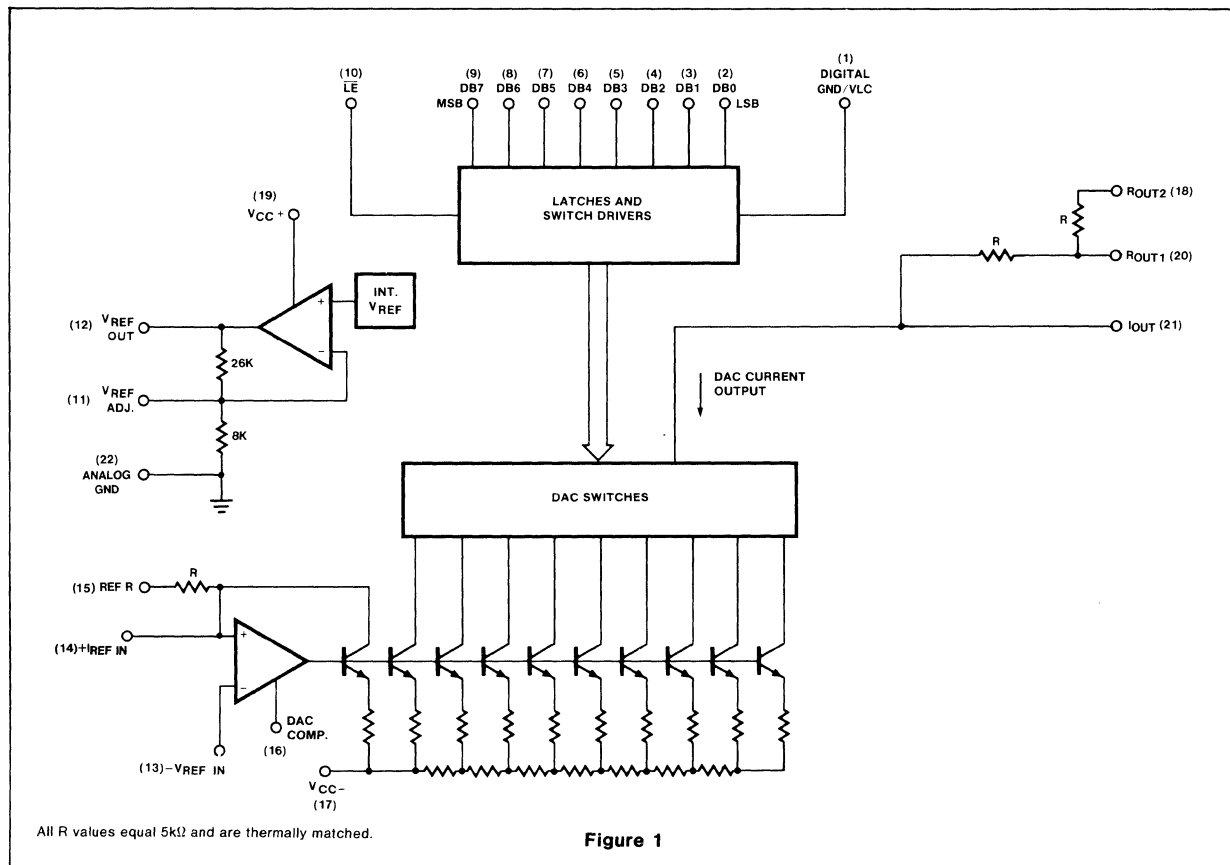 (10) (9) (8) (7) (6) (5) (4) (3) (2) (1)
LE DB7 DB6 DB5 DB4 DB3 DB2 DB1 DB0 DIGITAL
GND/VLC
MSB LSB
LATCHES AND
SWITCH DRIVERS
(19)
VCC +
INT.
VREF
+
−
(12) VREF
OUT
26K
(11) VREF
ADJ.
8K
(22)
ANALOG
GND
ROUT2 (18)
R
R
ROUT1 (20)
IOUT (21)
DAC CURRENT
OUTPUT
DAC SWITCHES
(15) REF R
R
(14)+IREF IN
+
−
DAC
COMP.
(16)
(13)−VREF IN
VCC−
(17)
All R values equal 5kΩ and are thermally matched.
Figure 1